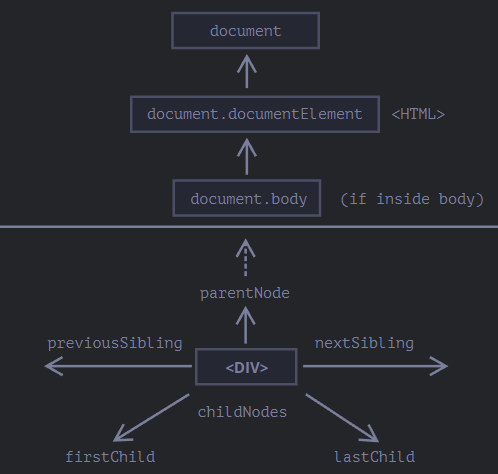 document
document.documentElement <HTML>
document.body (if inside body)
parentNode
previousSibling nextSibling
<DIV>
childNodes
firstChild lastChild